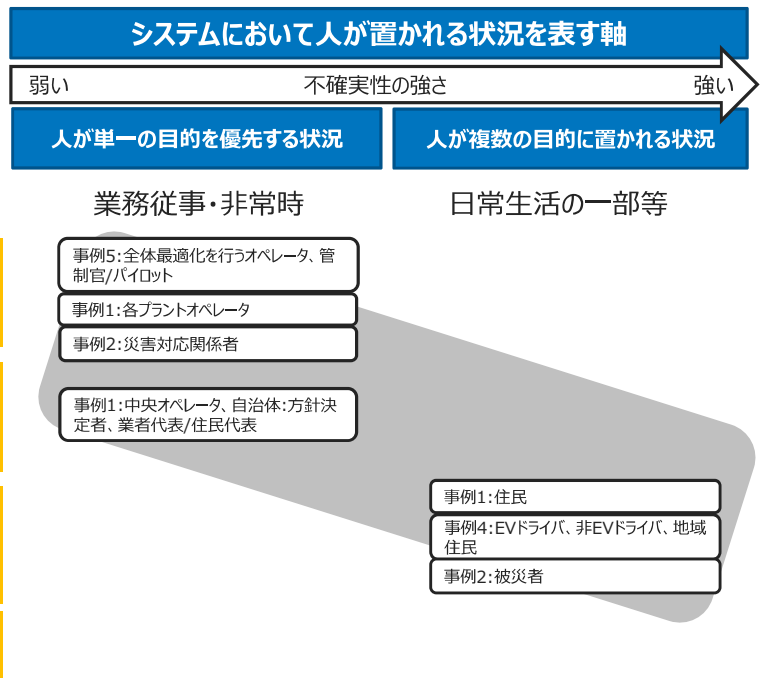 システムにおいて人が置かれる状況を表す軸
弱い 不確実性の強さ 強い
人が単一の目的を優先する状況 人が複数の目的に置かれる状況
業務従事・非常時 日常生活の一部等
事例5:全体最適化を行うオペレータ、管
制官/パイロット
事例1:各プラントオペレータ
事例2:災害対応関係者
事例1:中央オペレータ、自治体:方針決
定者、業者代表/住民代表
事例1:住民
事例4:EVドライバ、非EVドライバ、地域
住民
事例2:被災者